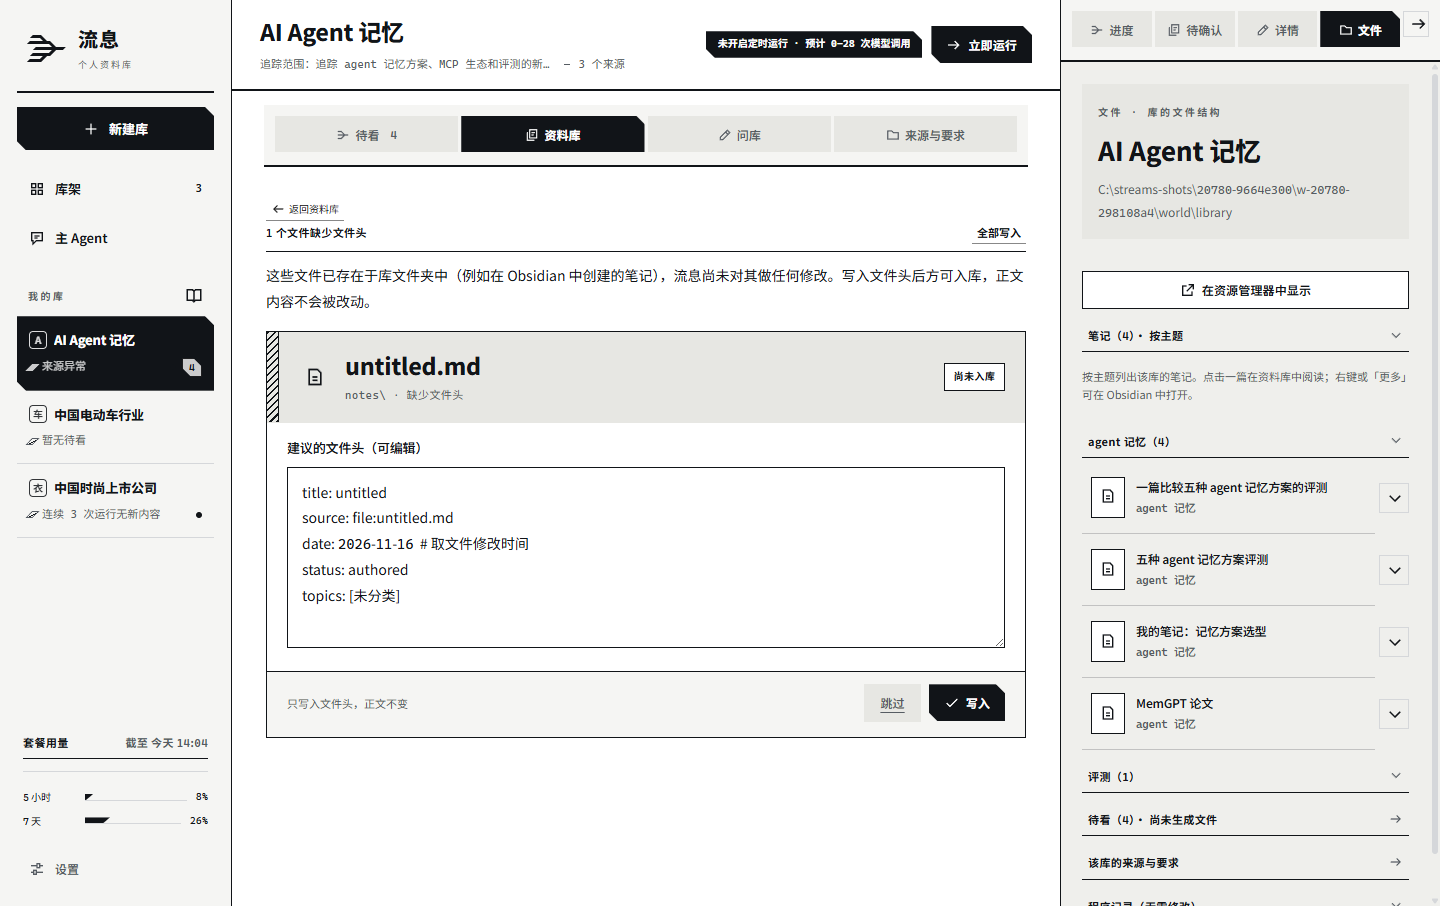 流息
个人资料库
新建库
库架 3
主 Agent
我的库
A AI Agent 记忆
来源异常 4
车 中国电动车行业
暂无待看
衣 中国时尚上市公司
连续 3 次运行无新内容
套餐用量 截至 今天 14:04
5 小时 8%
7 天 26%
设置
AI Agent 记忆
追踪范围：追踪 agent 记忆方案、MCP 生态和评测的新… — 3 个来源
未开启定时运行 · 预计 0–28 次模型调用
立即运行
待看 4
资料库
问库
来源与要求
返回资料库
1 个文件缺少文件头 全部写入
这些文件已存在于库文件夹中（例如在 Obsidian 中创建的笔记），流息尚未对其做任何修改。写入文件头后方可入库，正文
内容不会被改动。
untitled.md
notes\ · 缺少文件头
尚未入库
建议的文件头（可编辑）
title: untitled
source: file:untitled.md
date: 2026-11-16 # 取文件修改时间
status: authored
topics: [未分类]
只写入文件头，正文不变 跳过 写入
进度 待确认 详情 文件
文件 · 库的文件结构
AI Agent 记忆
C:\streams-shots\20780-9664e300\w-20780-
298108a4\world\library
在资源管理器中显示
笔记（4）· 按主题
按主题列出该库的笔记。点击一篇在资料库中阅读；右键或「更多」
可在 Obsidian 中打开。
agent 记忆（4）
一篇比较五种 agent 记忆方案的评测
agent 记忆
五种 agent 记忆方案评测
agent 记忆
我的笔记：记忆方案选型
agent 记忆
MemGPT 论文
agent 记忆
评测（1）
待看（4）· 尚未生成文件
该库的来源与要求